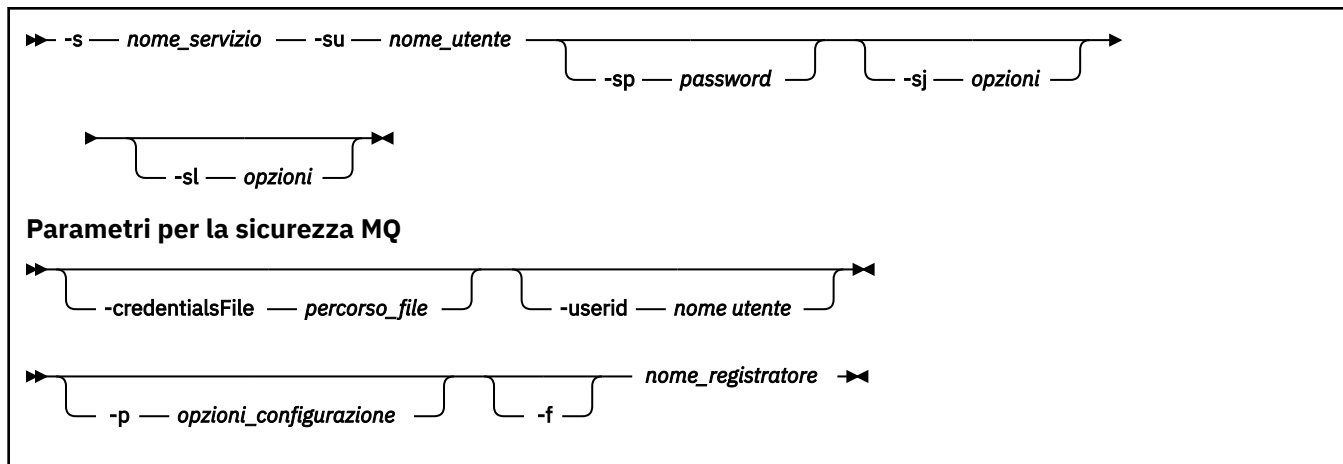 -s — nome_servizio — -su — nome_utente
-sp — password
-sj — opzioni
-sl — opzioni
Parametri per la sicurezza MQ
-credentialsFile — percorso_file
-userid — nome utente
nome_registratore
-p — opzioni_configurazione
-f